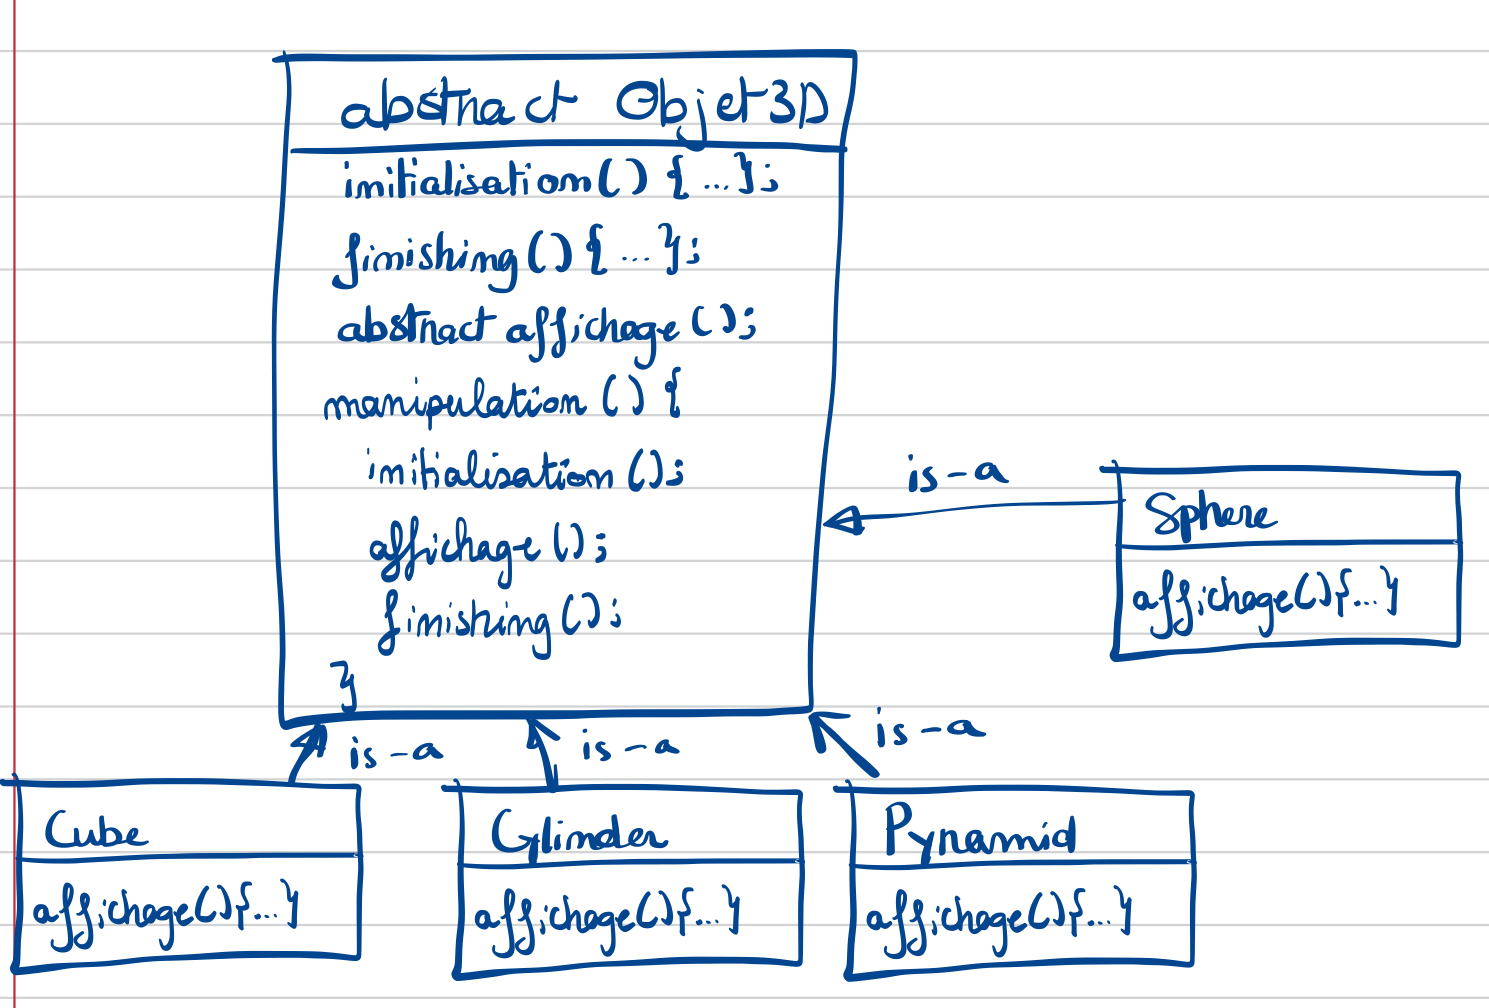 abstract Objet3D
initialisation() {...};
finishing() {...};
abstract affichage();
manipulation() {
initialisation();
affichage();
finishing();
}
is-a
Sphere
affichage(){...}
is-a
is-a
is-a
Cube
affichage(){...}
Cylinder
affichage(){...}
Pyramid
affichage(){...}